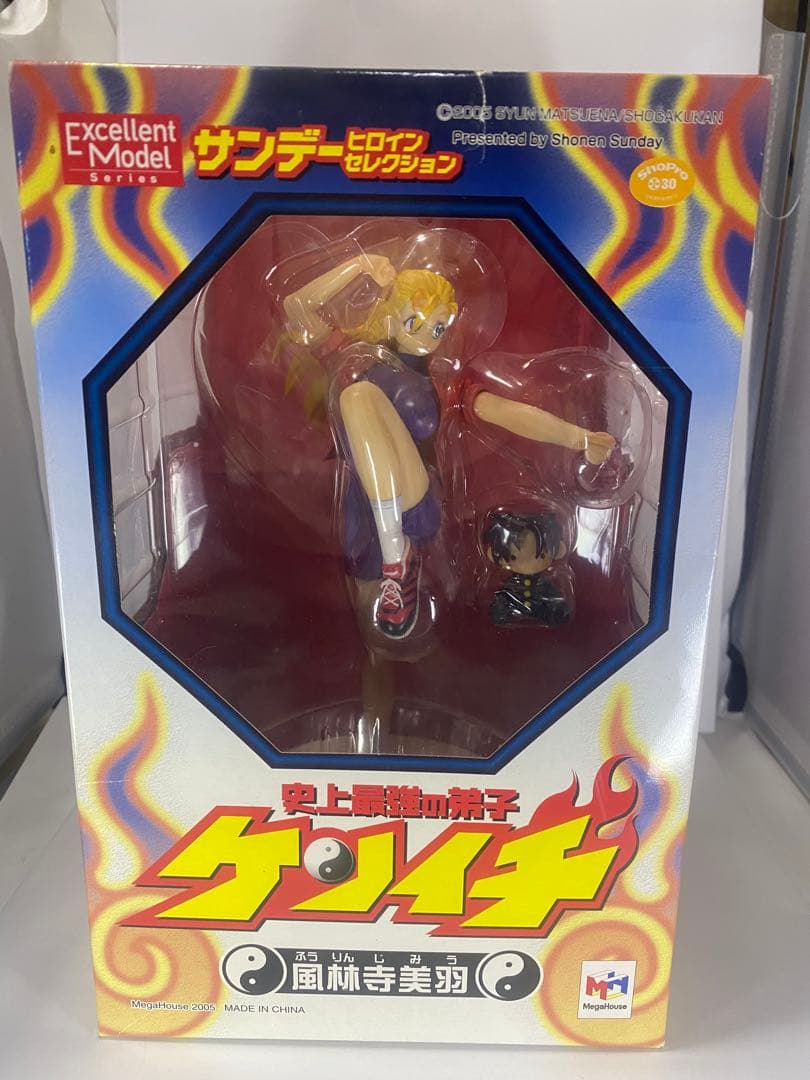 Excellent
Model
Series
サンデーヒロインセレクション
©2005 SYUN MATSUENA/SHOGAKUKAN
Presented by Shonen Sunday
ShoPro
30
史上最強の弟子
ケンイチ
ふうりんじみう
風林寺美羽
MegaHouse
MegaHouse 2005 MADE IN CHINA